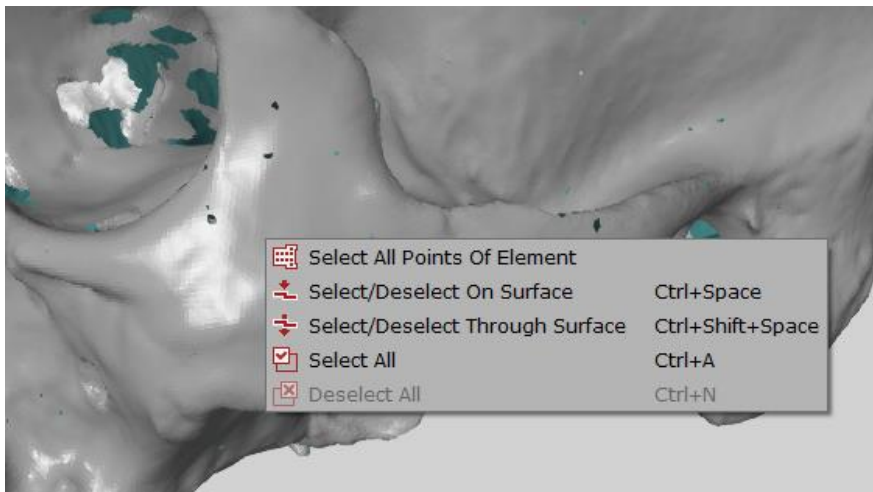 Select All Points Of Element
Select/Deselect On Surface Ctrl+Space
Select/Deselect Through Surface Ctrl+Shift+Space
Select All Ctrl+A
Deselect All Ctrl+N